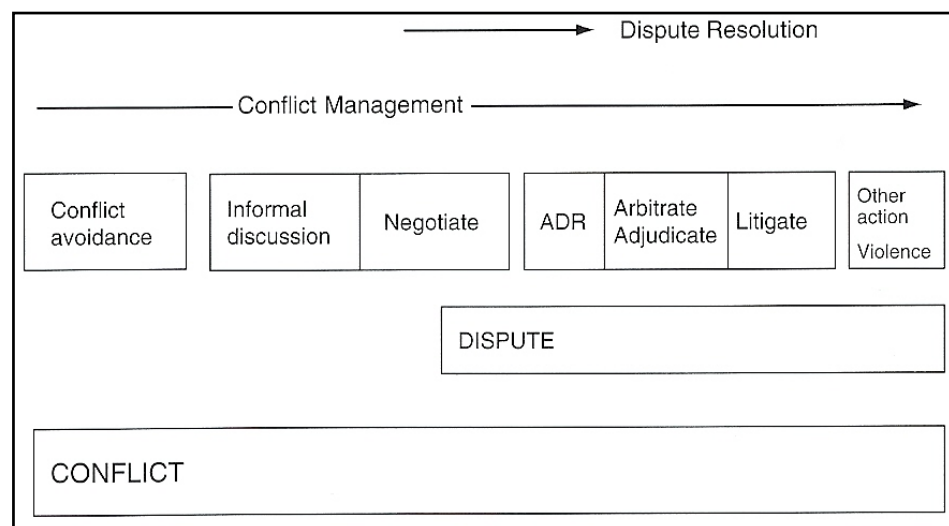 Dispute Resolution
Conflict Management
Conflict
avoidance
Informal
discussion
Negotiate
ADR
Arbitrate
Adjudicate
Litigate
Other
action
Violence
DISPUTE
CONFLICT